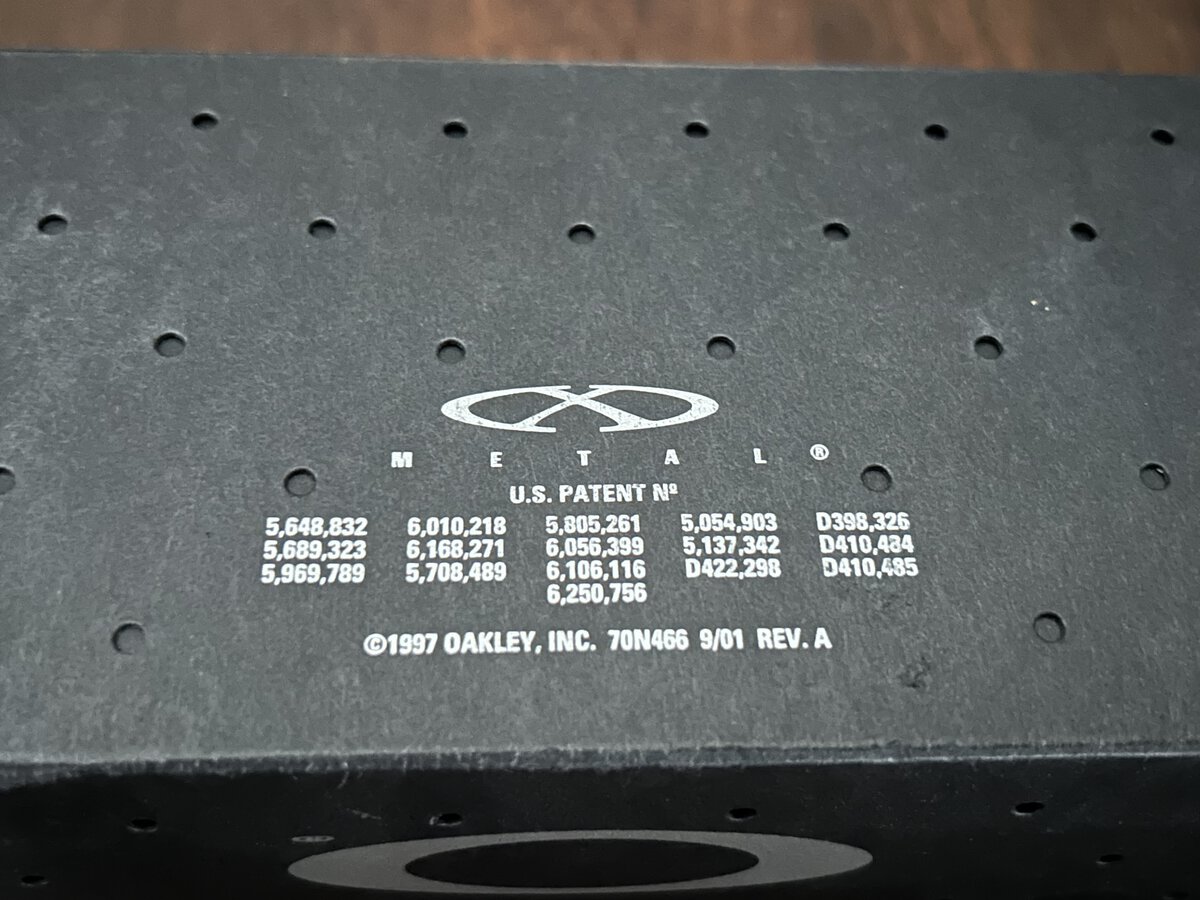 M E T A L ®
U.S. PATENT Nº
5,648,832 6,010,218 5,805,261 5,054,903 D398,326
5,689,323 6,168,271 6,056,399 5,137,342 D410,484
5,969,789 5,708,489 6,106,116 D422,298 D410,485
6,250,756
©1997 OAKLEY, INC. 70N466 9/01 REV. A